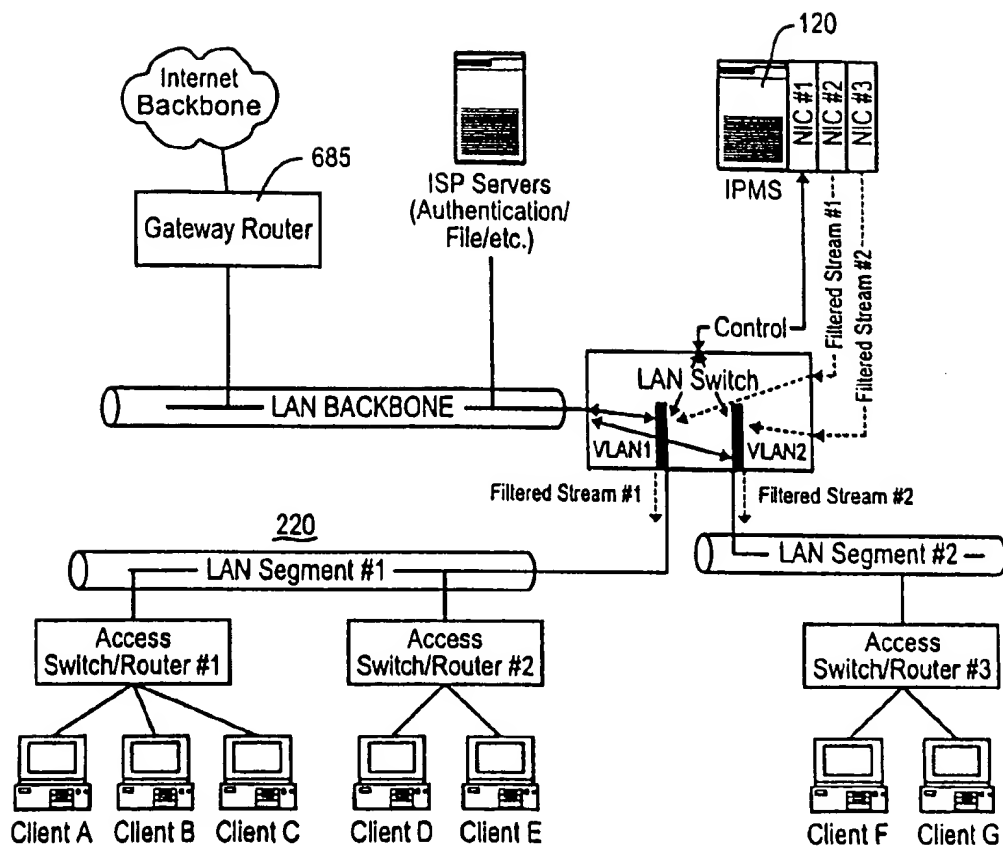 120
Internet
Backbone
685
Gateway Router
ISP Servers
(Authentication/
File/etc.)
NIC #1
NIC #2
NIC #3
IPMS
Filtered Stream #1
Filtered Stream #2
Control
LAN Switch
LAN BACKBONE
VLAN1
VLAN2
Filtered Stream #1
Filtered Stream #2
220
LAN Segment #1
LAN Segment #2
Access
Switch/Router #1
Access
Switch/Router #2
Access
Switch/Router #3
Client A
Client B
Client C
Client D
Client E
Client F
Client G